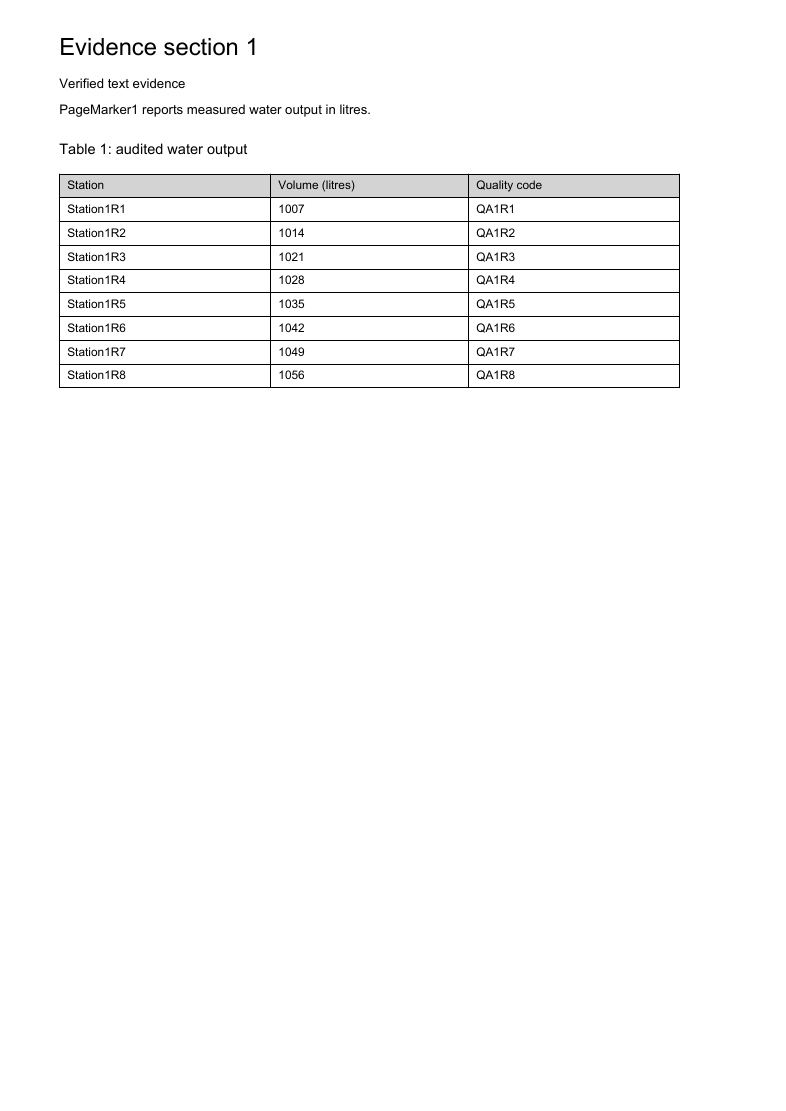 Evidence section 1
Verified text evidence
PageMarker1 reports measured water output in litres.
Table 1: audited water output
Station Volume (litres) Quality code
Station1R1 1007 QA1R1
Station1R2 1014 QA1R2
Station1R3 1021 QA1R3
Station1R4 1028 QA1R4
Station1R5 1035 QA1R5
Station1R6 1042 QA1R6
Station1R7 1049 QA1R7
Station1R8 1056 QA1R8